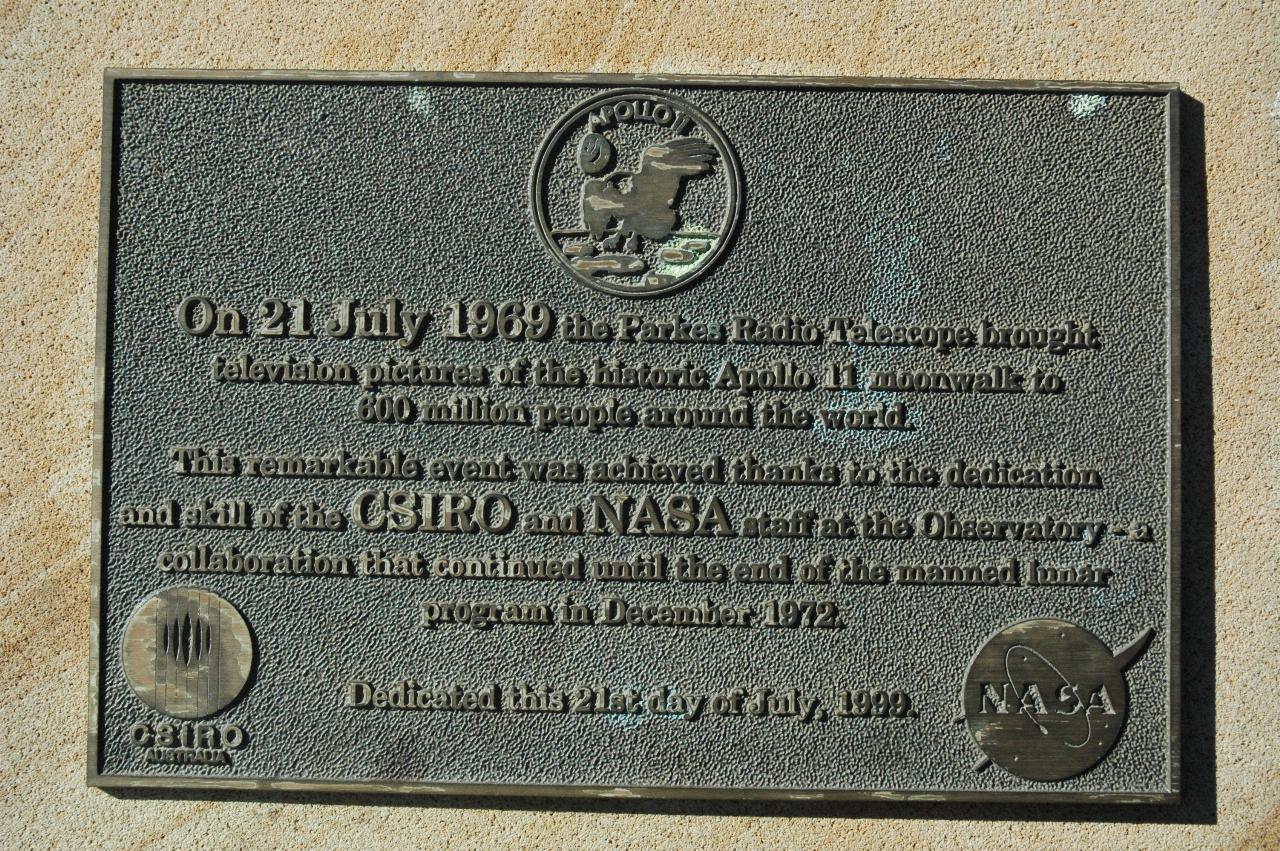 APOLLO 11
On 21 July 1969 the Parkes Radio Telescope brought
television pictures of the historic Apollo 11 moonwalk to
600 million people around the world.
This remarkable event was achieved thanks to the dedication
and skill of the CSIRO and NASA staff at the Observatory - a
collaboration that continued until the end of the manned lunar
program in December 1972.
Dedicated this 21st day of July, 1999.
CSIRO
AUSTRALIA
NASA